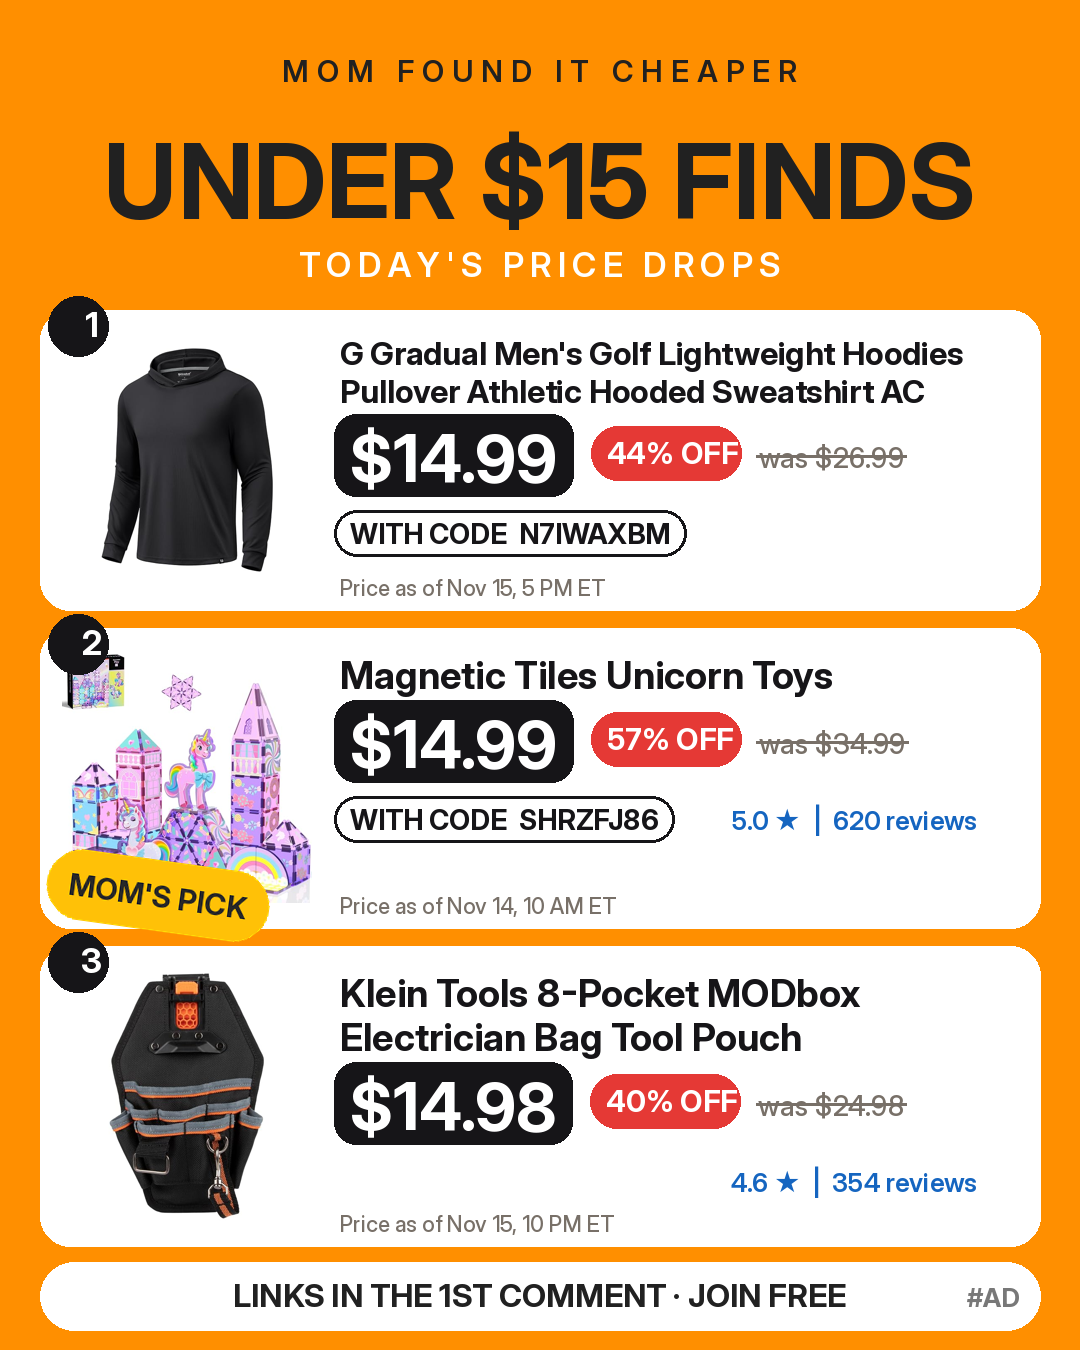 MOM FOUND IT CHEAPER
UNDER $15 FINDS
TODAY'S PRICE DROPS
1
G Gradual Men's Golf Lightweight Hoodies
Pullover Athletic Hooded Sweatshirt AC
$14.99
44% OFF
was $26.99
WITH CODE N7IWAXBM
Price as of Nov 15, 5 PM ET
2
Magnetic Tiles Unicorn Toys
$14.99
57% OFF
was $34.99
WITH CODE SHRZFJ86
5.0 ★ | 620 reviews
MOM'S PICK
Price as of Nov 14, 10 AM ET
3
Klein Tools 8-Pocket MODbox
Electrician Bag Tool Pouch
$14.98
40% OFF
was $24.98
4.6 ★ | 354 reviews
Price as of Nov 15, 10 PM ET
LINKS IN THE 1ST COMMENT · JOIN FREE
#AD